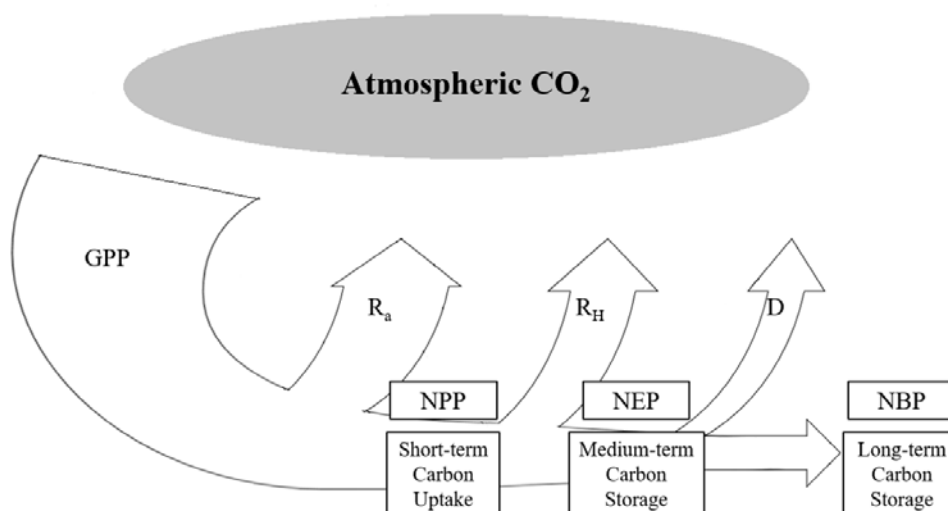 Atmospheric CO₂
GPP
Rₐ
R_H
D
NPP
NEP
NBP
Short-term
Carbon
Uptake
Medium-term
Carbon
Storage
Long-term
Carbon
Storage